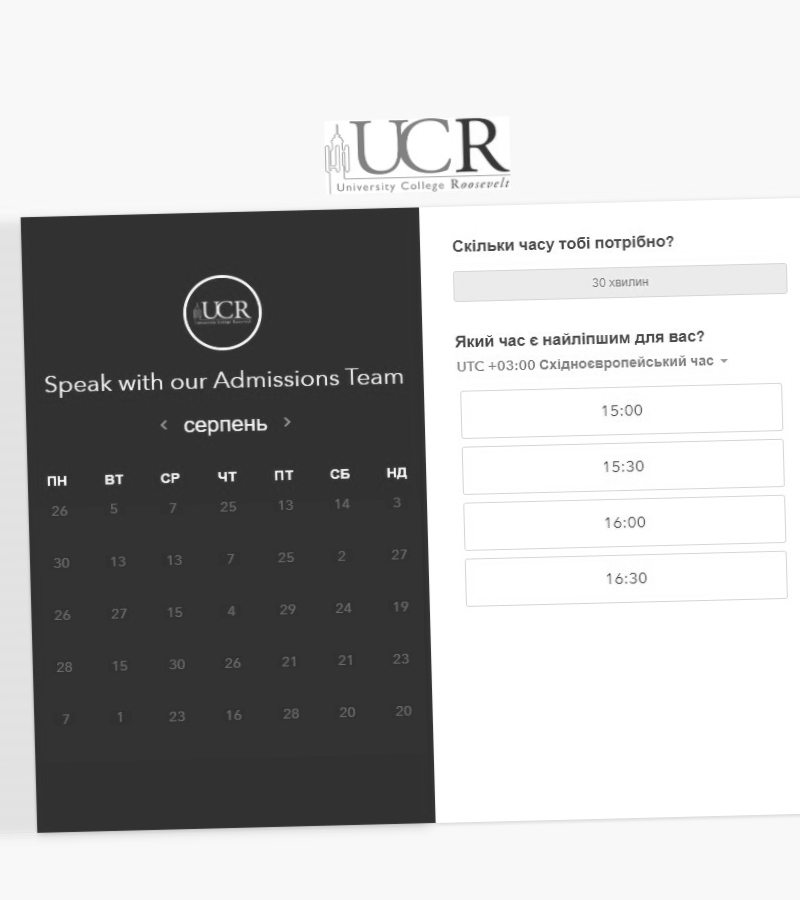 UCR
University College Roosevelt
UCR
Speak with our Admissions Team
< серпень >
ПН ВТ СР ЧТ ПТ СБ НД
26 5 7 25 13 14 3
30 13 13 7 25 2 27
26 27 15 4 29 24 19
28 15 30 26 21 21 23
7 1 23 16 28 20 20
Скільки часу тобі потрібно?
30 хвилин
Який час є найліпшим для вас?
UTC +03:00 Східноєвропейський час
15:00
15:30
16:00
16:30